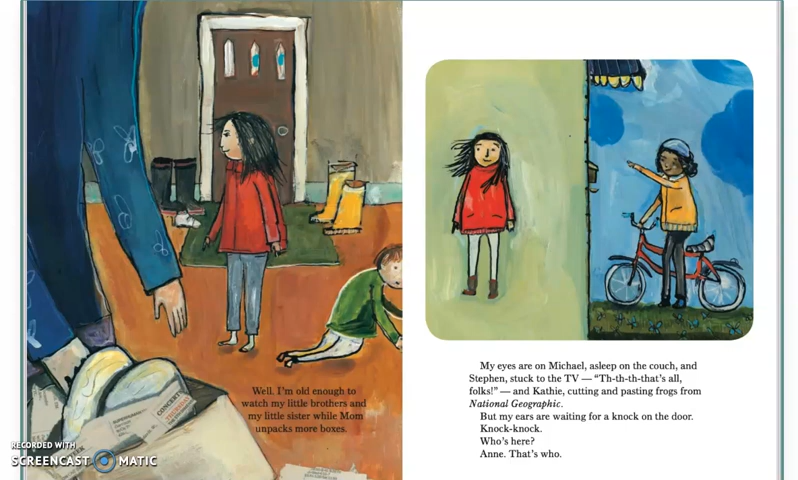 Well. I'm old enough to
watch my little brothers and
my little sister while Mom
unpacks more boxes.
CONCERT
My eyes are on Michael, asleep on the couch, and
Stephen, stuck to the TV — “Th-th-th-that's all,
folks!” — and Kathie, cutting and pasting frogs from
National Geographic.
But my ears are waiting for a knock on the door.
Knock-knock.
Who's here?
Anne. That's who.
RECORDED WITH
SCREENCAST MATIC